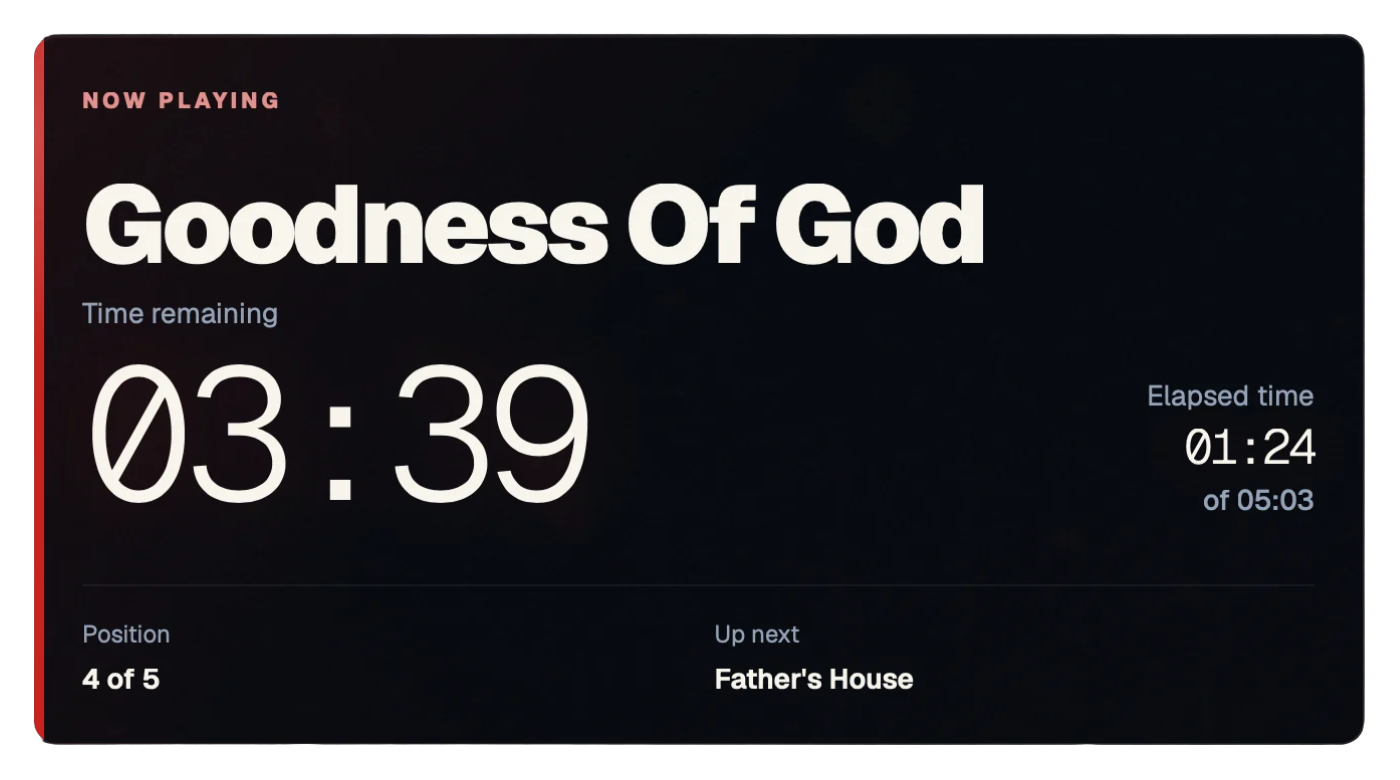 NOW PLAYING
Goodness Of God
Time remaining
03:39
Elapsed time
01:24
of 05:03
Position
4 of 5
Up next
Father's House